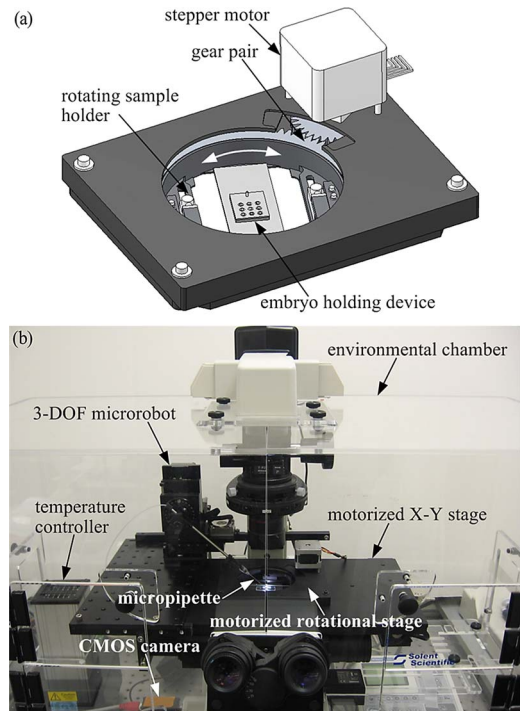 (a)
stepper motor
gear pair
rotating sample
holder
embryo holding device
(b)
environmental chamber
3-DOF microrobot
temperature
controller
motorized X-Y stage
micropipette
motorized rotational stage
CMOS camera
Solent
Scientific